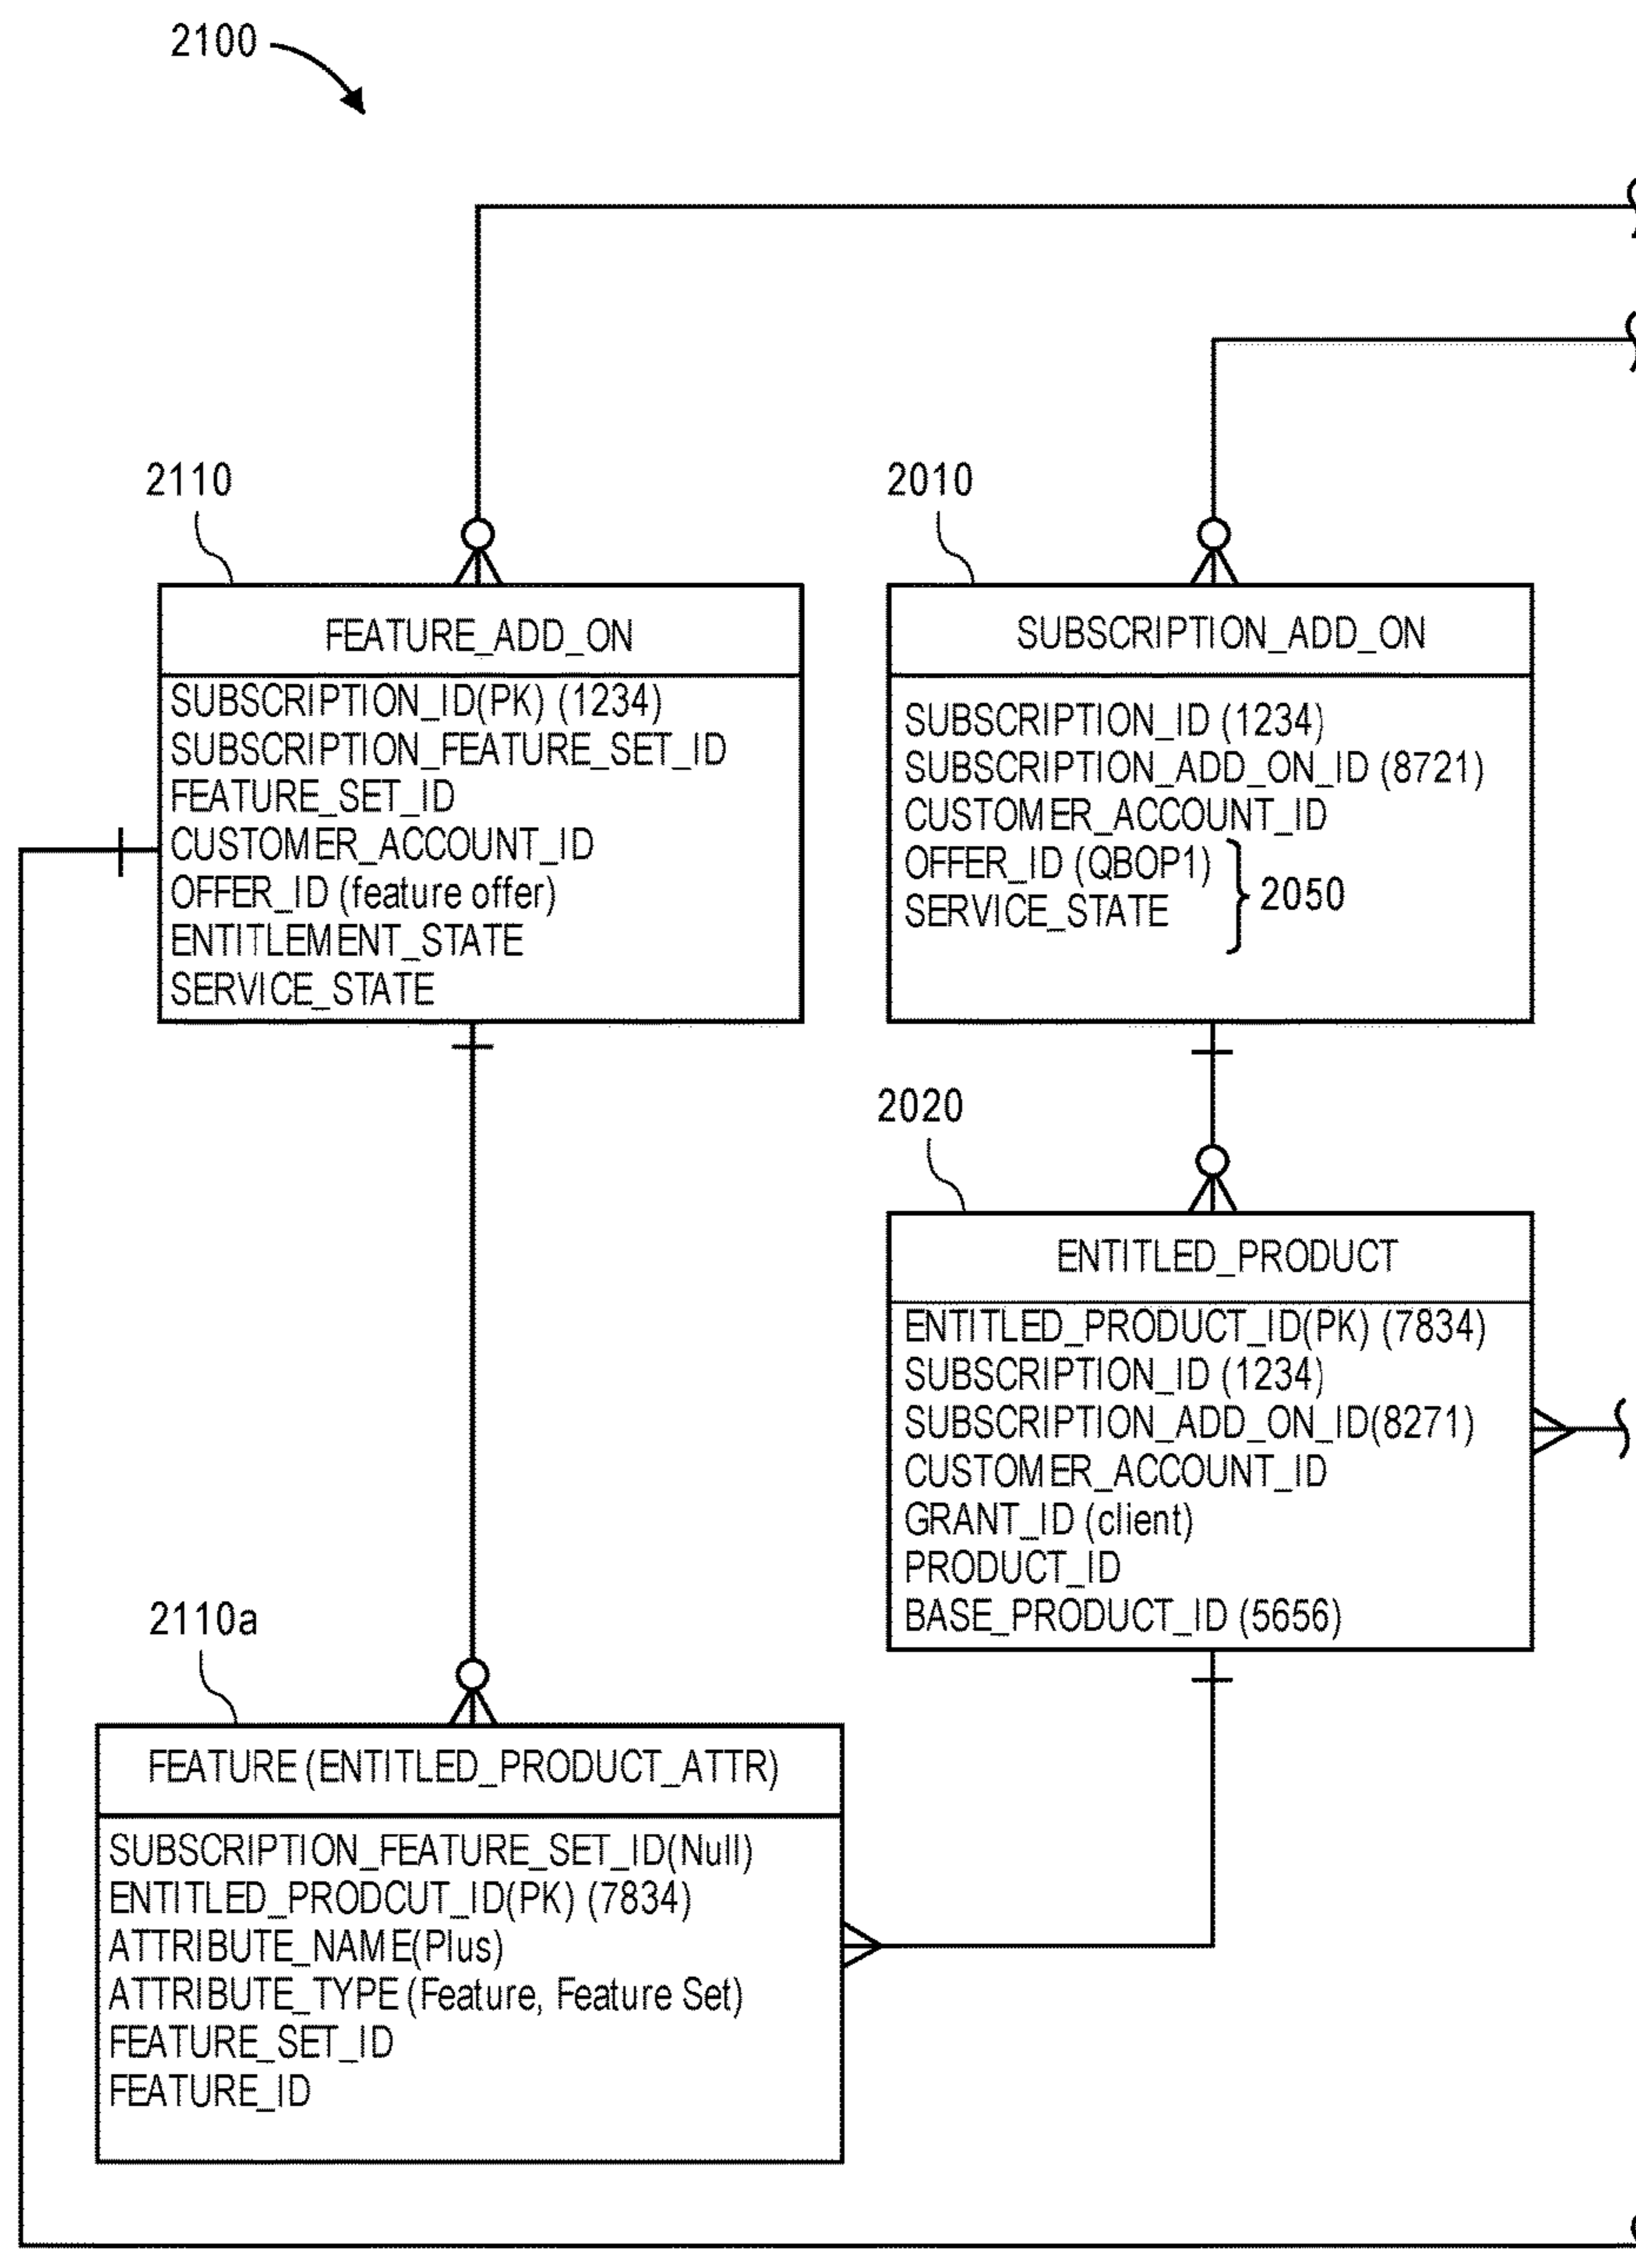 2100
2110
FEATURE_ADD_ON
SUBSCRIPTION_ID(PK) (1234)
SUBSCRIPTION_FEATURE_SET_ID
FEATURE_SET_ID
CUSTOMER_ACCOUNT_ID
OFFER_ID (feature offer)
ENTITLEMENT_STATE
SERVICE_STATE
2010
SUBSCRIPTION_ADD_ON
SUBSCRIPTION_ID (1234)
SUBSCRIPTION_ADD_ON_ID (8721)
CUSTOMER_ACCOUNT_ID
OFFER_ID (QBOP1)
SERVICE_STATE
2050
2020
ENTITLED_PRODUCT
ENTITLED_PRODUCT_ID(PK) (7834)
SUBSCRIPTION_ID (1234)
SUBSCRIPTION_ADD_ON_ID(8271)
CUSTOMER_ACCOUNT_ID
GRANT_ID (client)
PRODUCT_ID
BASE_PRODUCT_ID (5656)
2110a
FEATURE (ENTITLED_PRODUCT_ATTR)
SUBSCRIPTION_FEATURE_SET_ID(Null)
ENTITLED_PRODCUT_ID(PK) (7834)
ATTRIBUTE_NAME(Plus)
ATTRIBUTE_TYPE (Feature, Feature Set)
FEATURE_SET_ID
FEATURE_ID